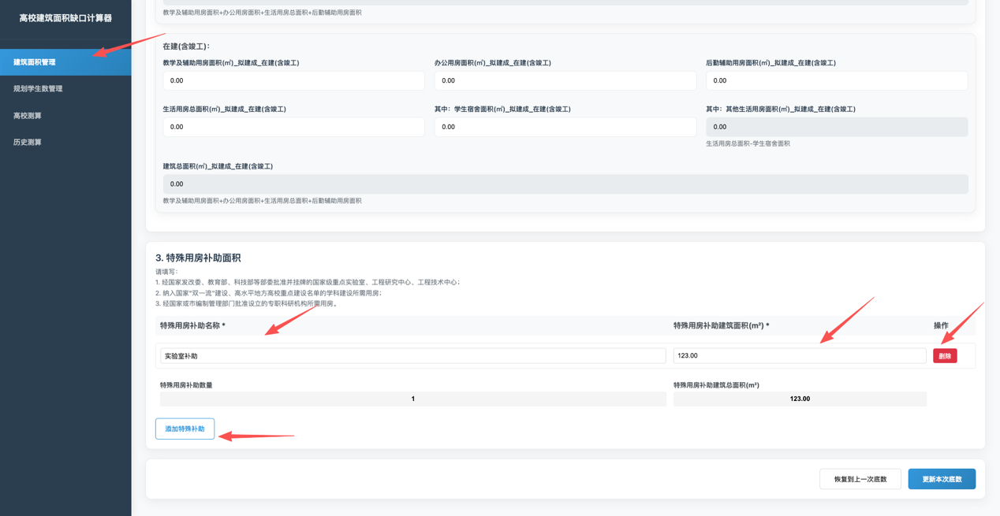 高校建筑面积缺口计算器
建筑面积管理
规划学生数管理
高校测算
历史测算
教学及辅助用房面积+办公用房面积+生活用房总面积+后勤辅助用房面积
在建(含竣工):
教学及辅助用房面积(㎡)_拟建成_在建(含竣工)
办公用房面积(㎡)_拟建成_在建(含竣工)
后勤辅助用房面积(㎡)_拟建成_在建(含竣工)
0.00
0.00
0.00
生活用房总面积(㎡)_拟建成_在建(含竣工)
其中：学生宿舍面积(㎡)_拟建成_在建(含竣工)
其中：其他生活用房面积(㎡)_拟建成_在建(含竣工)
0.00
0.00
0.00
生活用房总面积-学生宿舍面积
建筑总面积(㎡)_拟建成_在建(含竣工)
0.00
教学及辅助用房面积+办公用房面积+生活用房总面积+后勤辅助用房面积
3. 特殊用房补助面积
请填写:
1. 经国家发改委、教育部、科技部等部委批准并挂牌的国家级重点实验室、工程研究中心、工程技术中心；
2. 纳入国家"双一流"建设、高水平地方高校重点建设名单的学科建设所需用房；
3. 经国家或市编制管理部门批准设立的专职科研机构所需用房。
特殊用房补助名称 *
特殊用房补助建筑面积(m²) *
操作
实验室补助
123.00
删除
特殊用房补助数量
特殊用房补助建筑总面积(m²)
1
123.00
添加特殊补助
恢复到上一次底数
更新本次底数